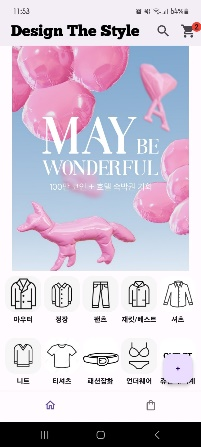 11:53
64%
Design The Style
2
MAY BE
WONDERFUL
아우터
정장
팬츠
재킷/베스트
셔츠
니트
티셔츠
패션잡화
언더웨어
+